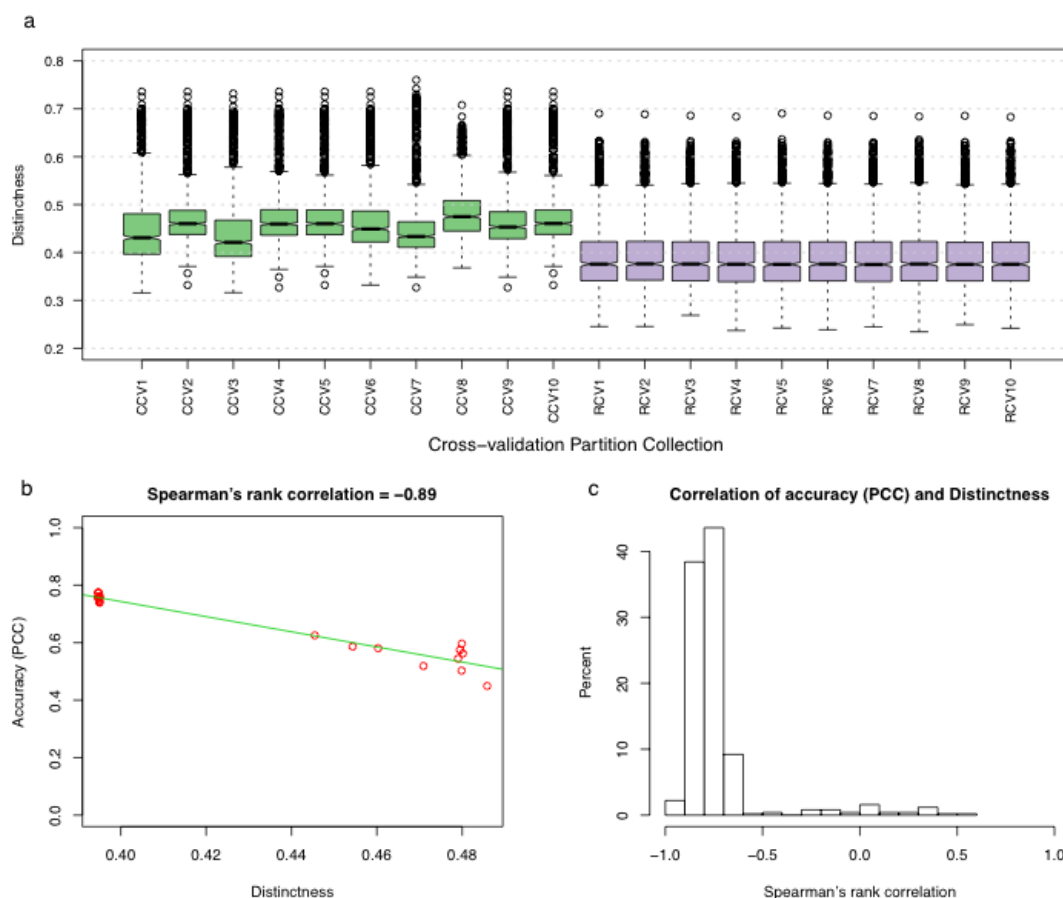 a
0.8
0.7
0.6
0.5
0.4
0.3
0.2
Distinctness
CCV1
CCV2
CCV3
CCV4
CCV5
CCV6
CCV7
CCV8
CCV9
CCV10
RCV1
RCV2
RCV3
RCV4
RCV5
RCV6
RCV7
RCV8
RCV9
RCV10
Cross−validation Partition Collection
b
Spearman's rank correlation = −0.89
1.0
0.8
0.6
0.4
0.2
0.0
Accuracy (PCC)
0.40 0.42 0.44 0.46 0.48
Distinctness
c
Correlation of accuracy (PCC) and Distinctness
40
30
20
10
0
Percent
−1.0 −0.5 0.0 0.5 1.0
Spearman's rank correlation